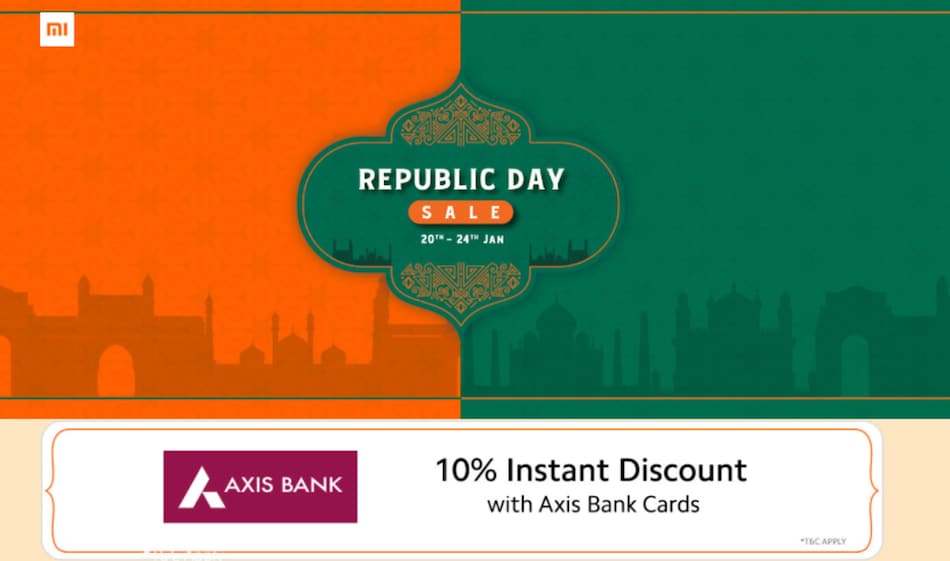 mi
REPUBLIC DAY
SALE
20TH - 24TH JAN
AXIS BANK
10% Instant Discount
with Axis Bank Cards
*T&C APPLY